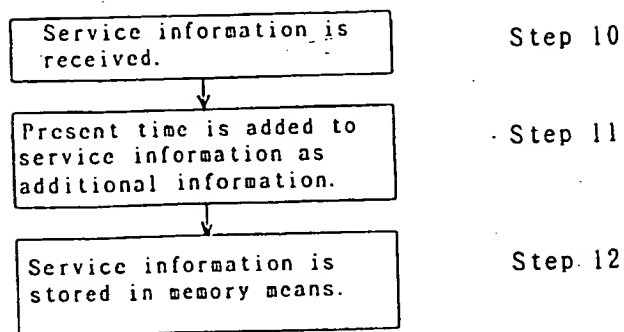 Service information is Step 10
received.
Present time is added to Step 11
service information as
additional information.
Service information is Step 12
stored in memory means.